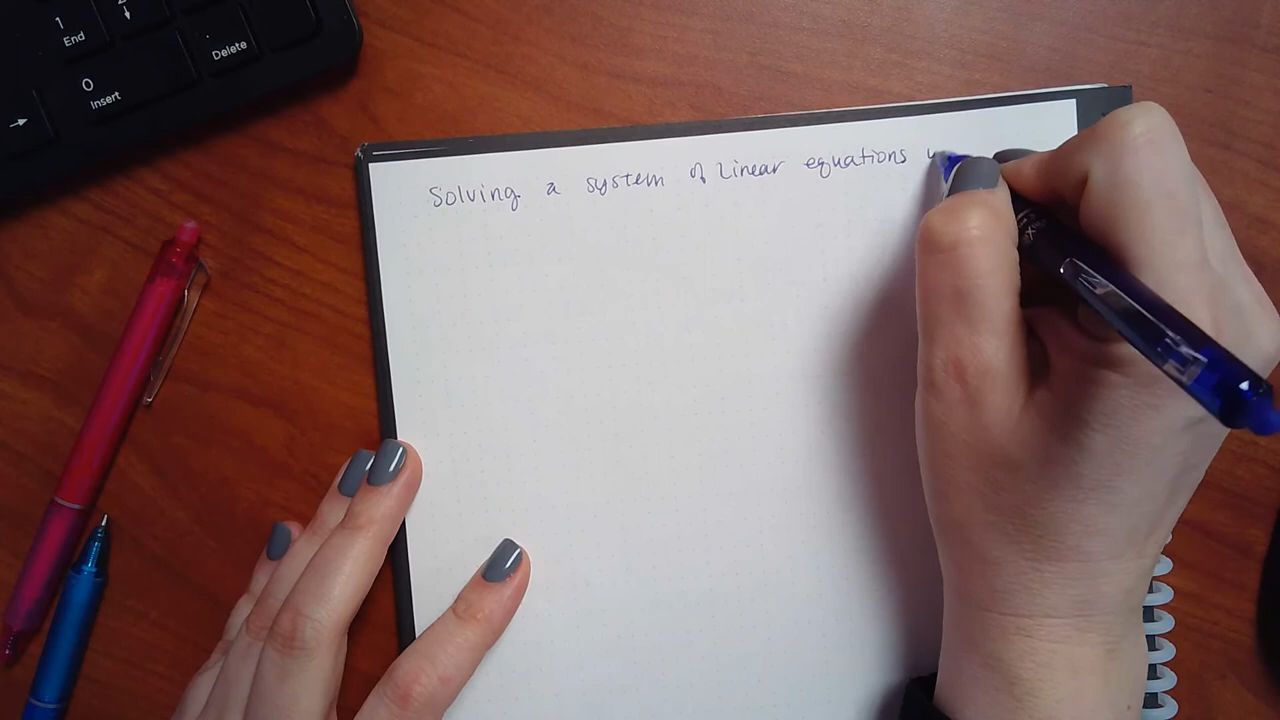 1
End
↓
Delete
0
Insert
→
Solving a system of linear equations